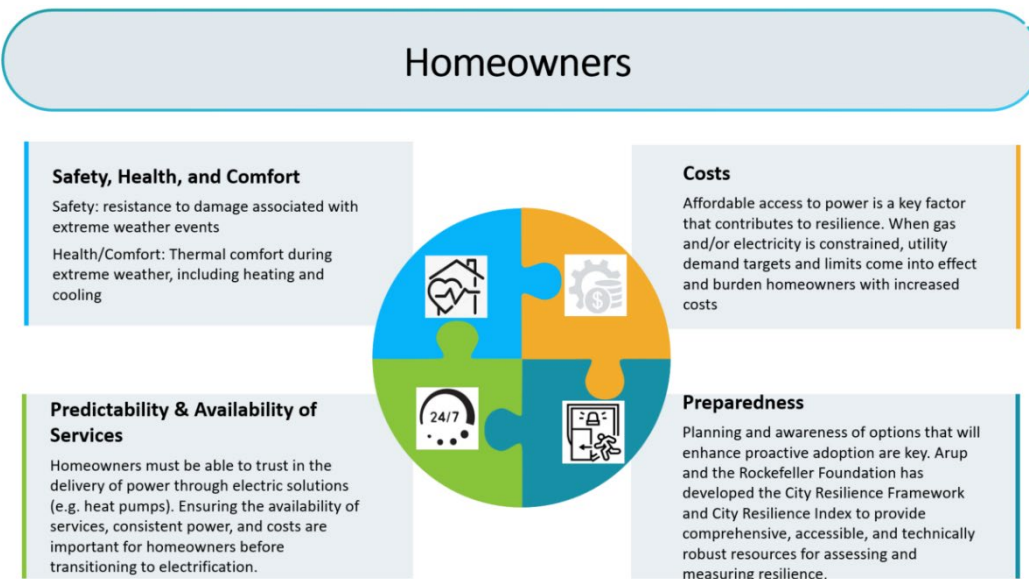 Homeowners
Safety, Health, and Comfort
Safety: resistance to damage associated with
extreme weather events
Health/Comfort: Thermal comfort during
extreme weather, including heating and
cooling
Costs
Affordable access to power is a key factor
that contributes to resilience. When gas
and/or electricity is constrained, utility
demand targets and limits come into effect
and burden homeowners with increased
costs
$
24/7
Predictability & Availability of
Services
Homeowners must be able to trust in the
delivery of power through electric solutions
(e.g. heat pumps). Ensuring the availability of
services, consistent power, and costs are
important for homeowners before
transitioning to electrification.
Preparedness
Planning and awareness of options that will
enhance proactive adoption are key. Arup
and the Rockefeller Foundation has
developed the City Resilience Framework
and City Resilience Index to provide
comprehensive, accessible, and technically
robust resources for assessing and
measuring resilience.